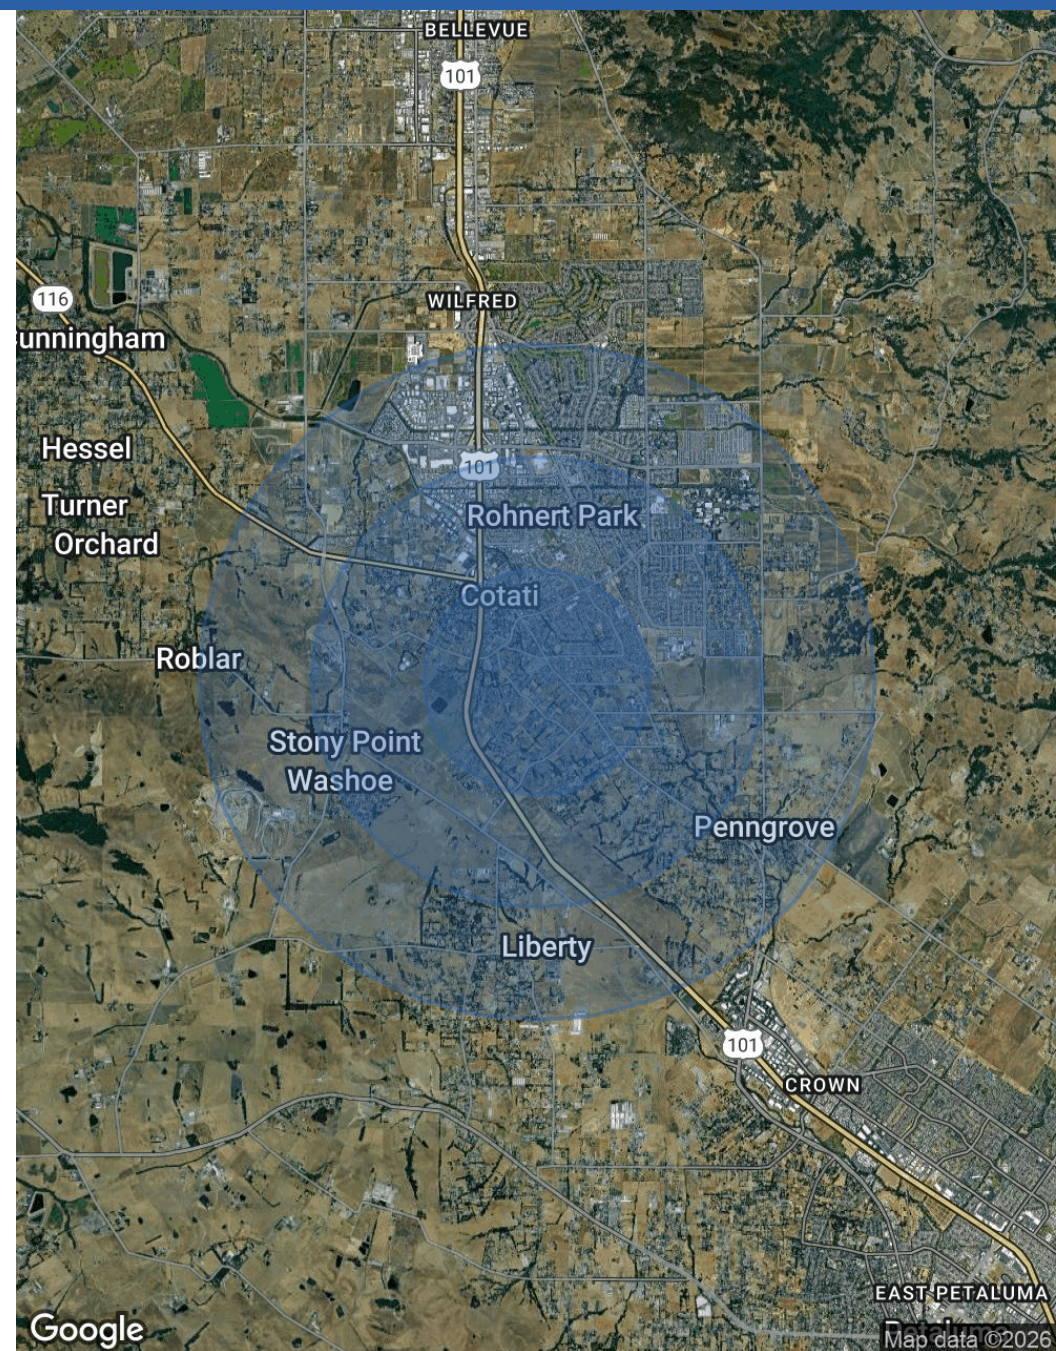 BELLEVUE
101
WILFRED
116
unningham
Hessel
101
Turner
Orchard
Rohnert Park
Cotati
Roblar
Stony Point
Washoe
Penngrove
Liberty
101
CROWN
EAST PETALUMA
Google
Map data ©2026